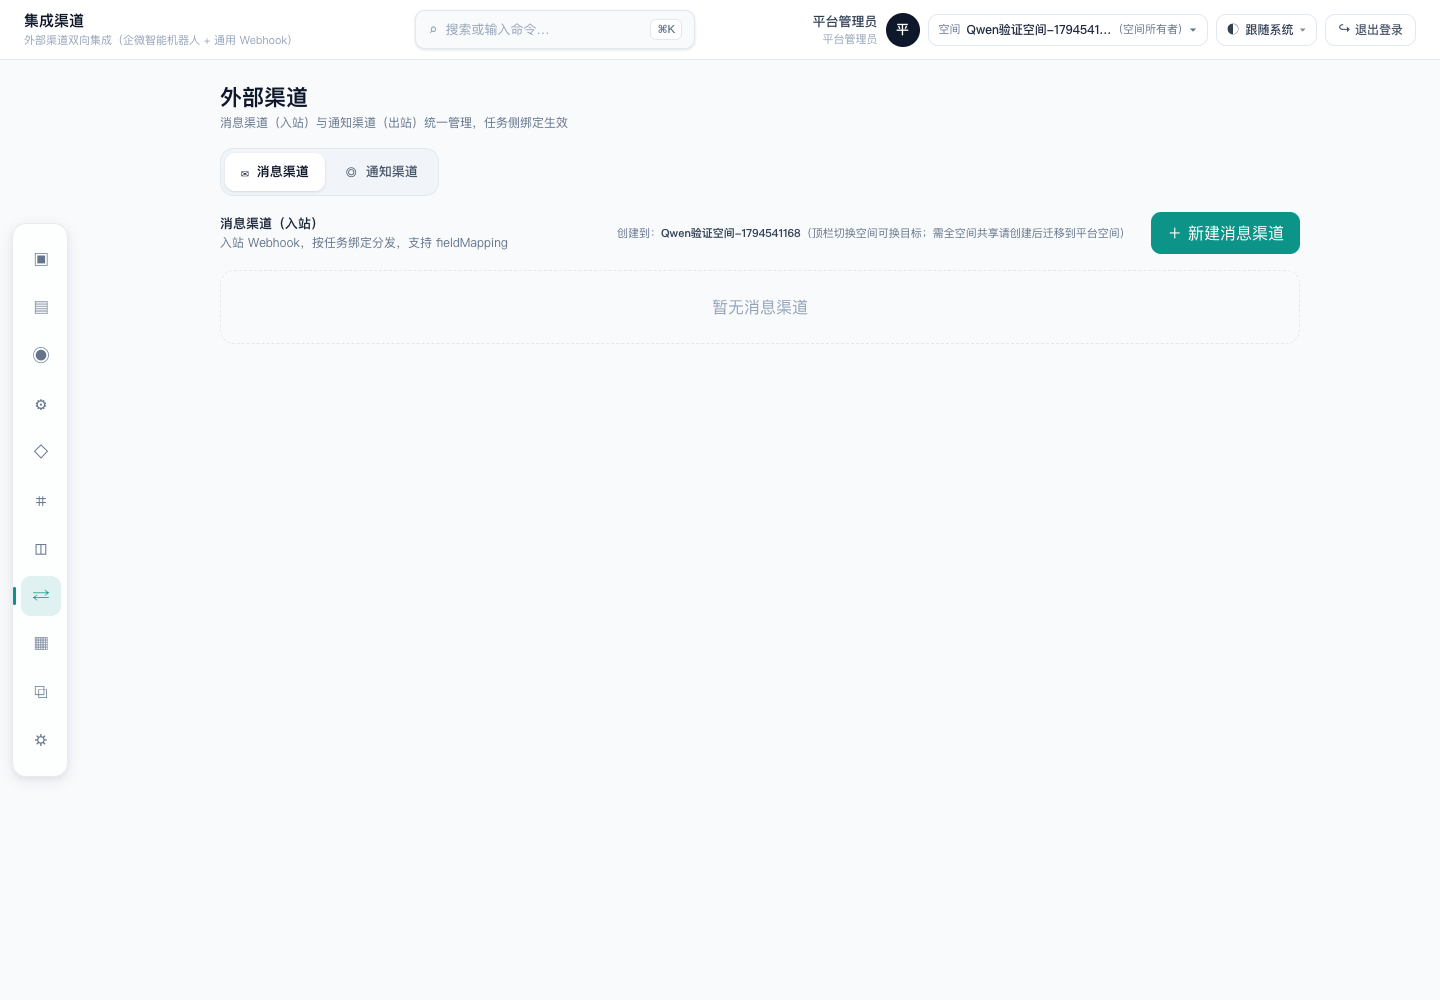 集成渠道
外部渠道双向集成（企微智能机器人 + 通用 Webhook）
搜索或输入命令…
⌘K
平台管理员
平台管理员
平
空间 Qwen验证空间-1794541… （空间所有者）
跟随系统
退出登录
外部渠道
消息渠道（入站）与通知渠道（出站）统一管理，任务侧绑定生效
消息渠道
通知渠道
消息渠道（入站）
入站 Webhook，按任务绑定分发，支持 fieldMapping
创建到：Qwen验证空间-1794541168（顶栏切换空间可换目标；需全空间共享请创建后迁移到平台空间）
+ 新建消息渠道
暂无消息渠道